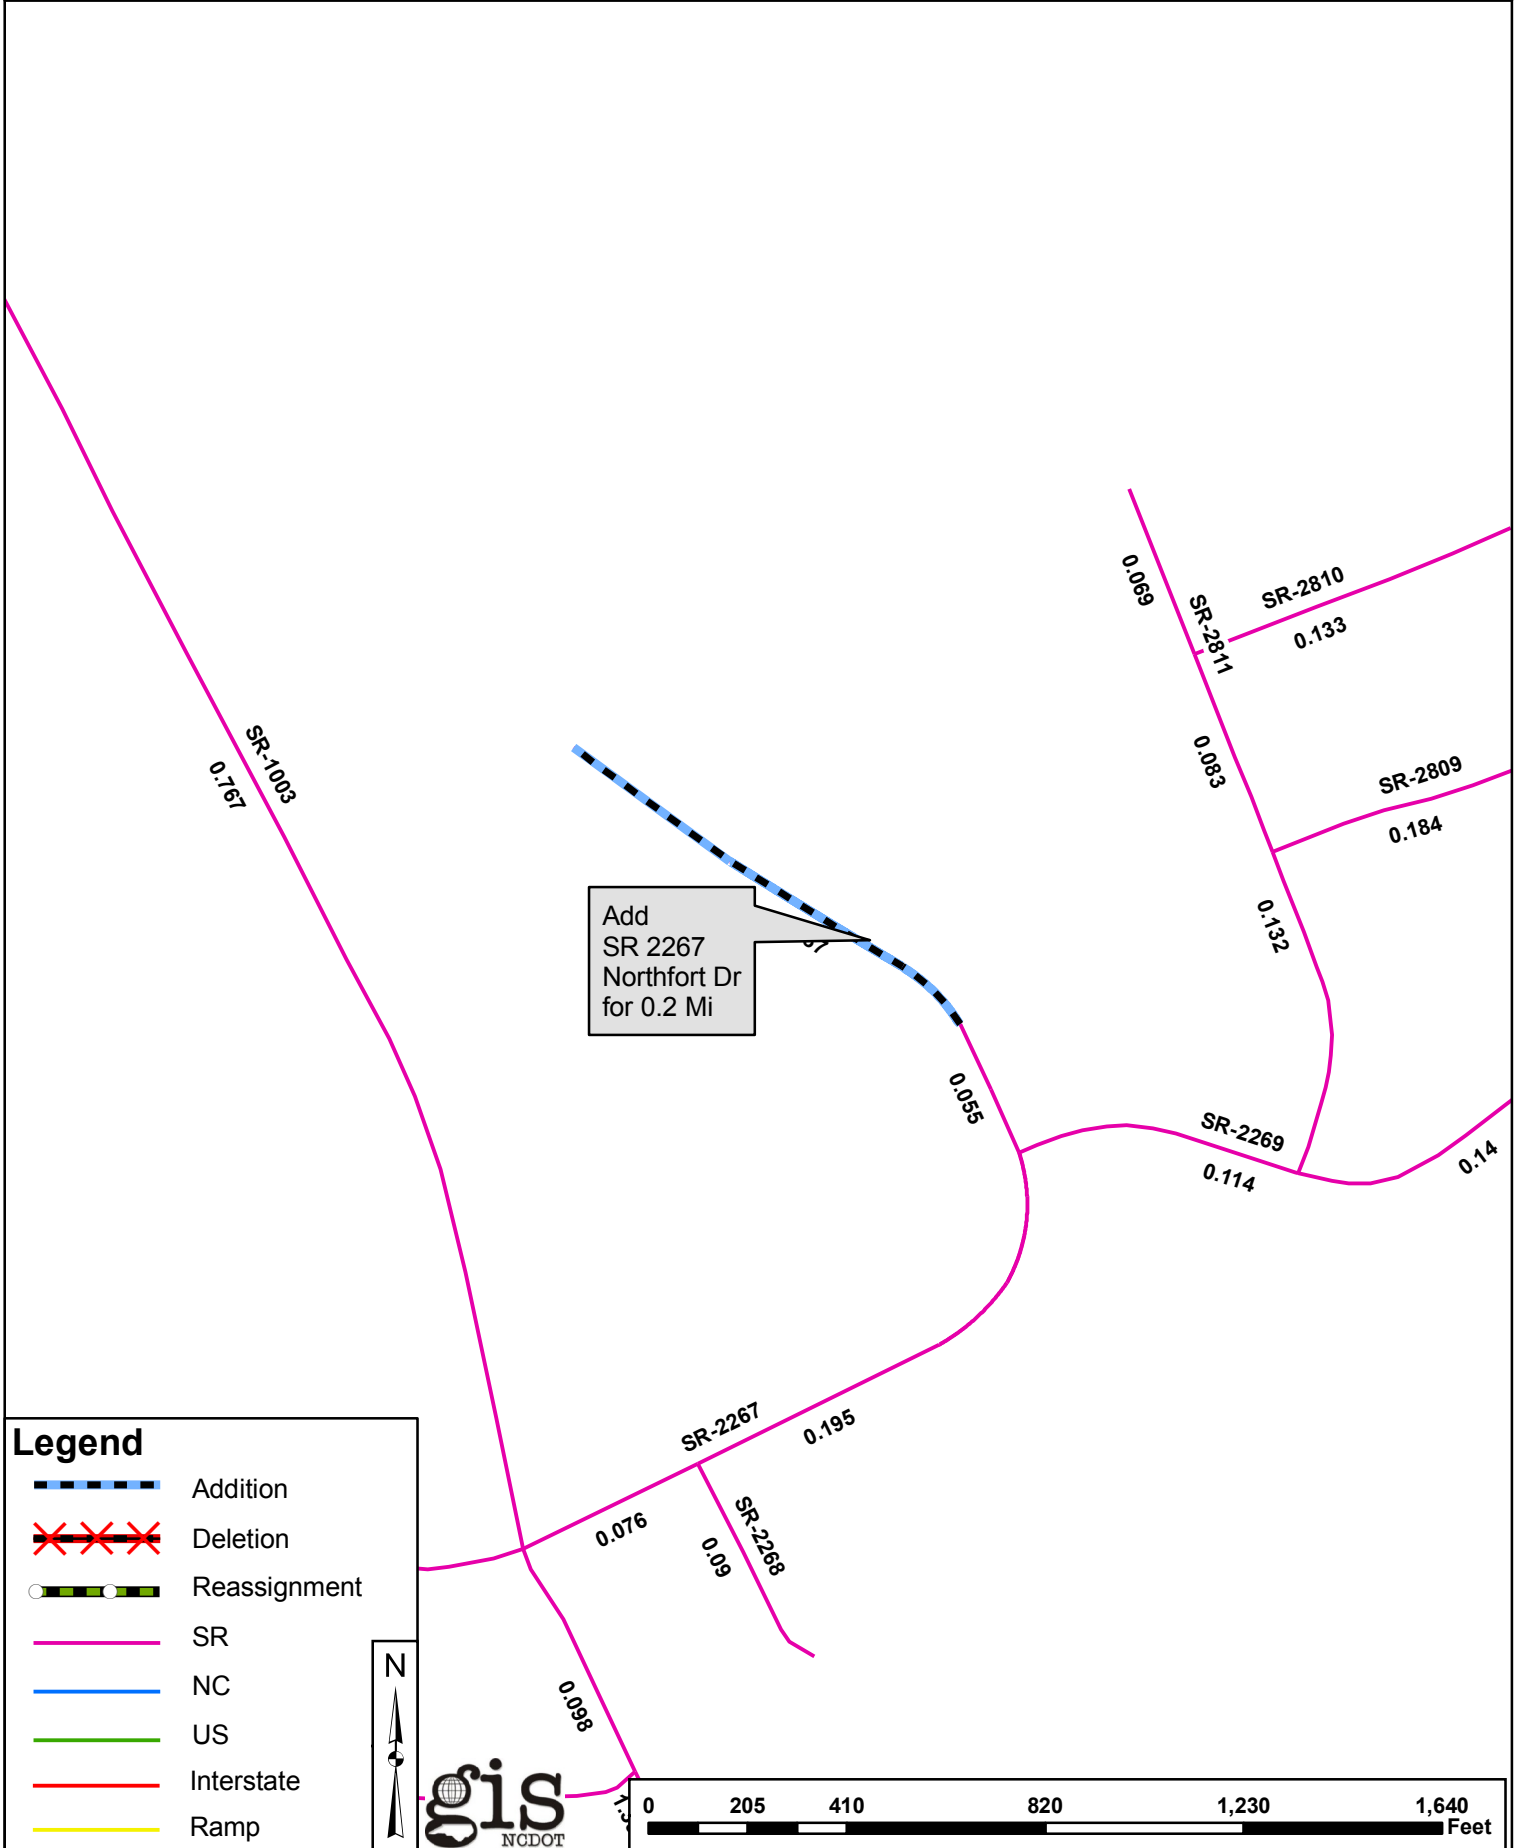 0.069
SR-2811
SR-2810
0.133
SR-1003
0.767
0.083
SR-2809
0.184
Add
SR 2267
Northfort Dr
for 0.2 Mi
0.132
0.055
SR-2269
0.114
0.14
SR-2267
0.195
0.076
SR-2268
0.09
0.098
Legend
Addition
Deletion
Reassignment
SR
NC
US
Interstate
Ramp
N
gis
NCDOT
0 205 410 820 1,230 1,640
Feet